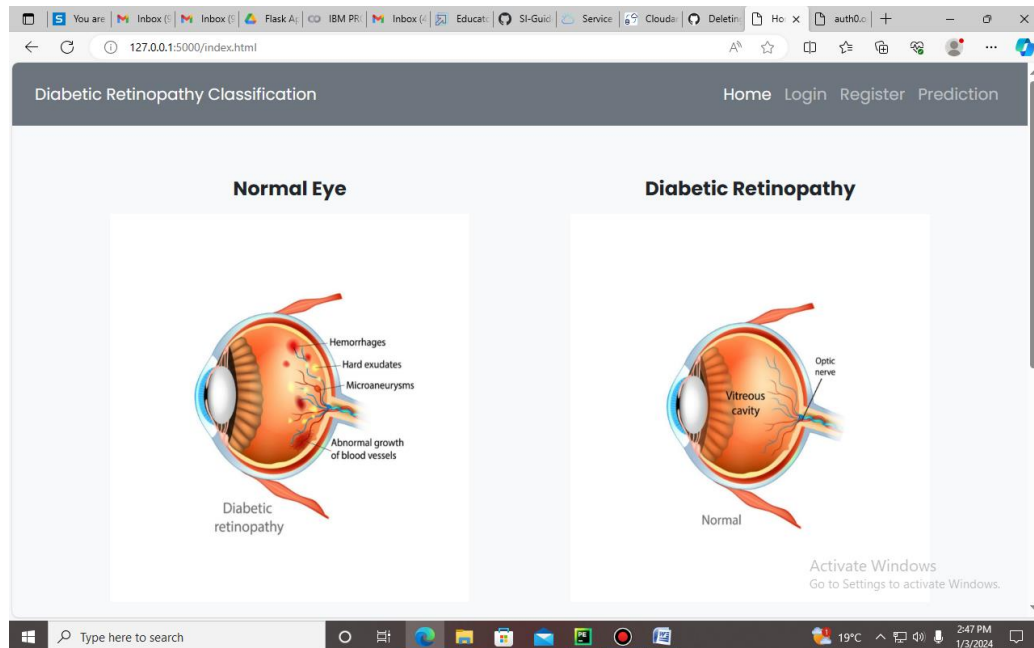 You are
Inbox (
Inbox (
Flask Ap
IBM PR
Inbox (
Educat
SI-Guid
Service
Cloudar
Deletin
Ho
auth0.o
127.0.0.1:5000/index.html
Diabetic Retinopathy Classification
Home Login Register Prediction
Normal Eye
Diabetic Retinopathy
Hemorrhages
Hard exudates
Microaneurysms
Abnormal growth
of blood vessels
Diabetic
retinopathy
Optic
nerve
Vitreous
cavity
Normal
Activate Windows
Go to Settings to activate Windows.
Type here to search
19°C
2:47 PM
1/3/2024